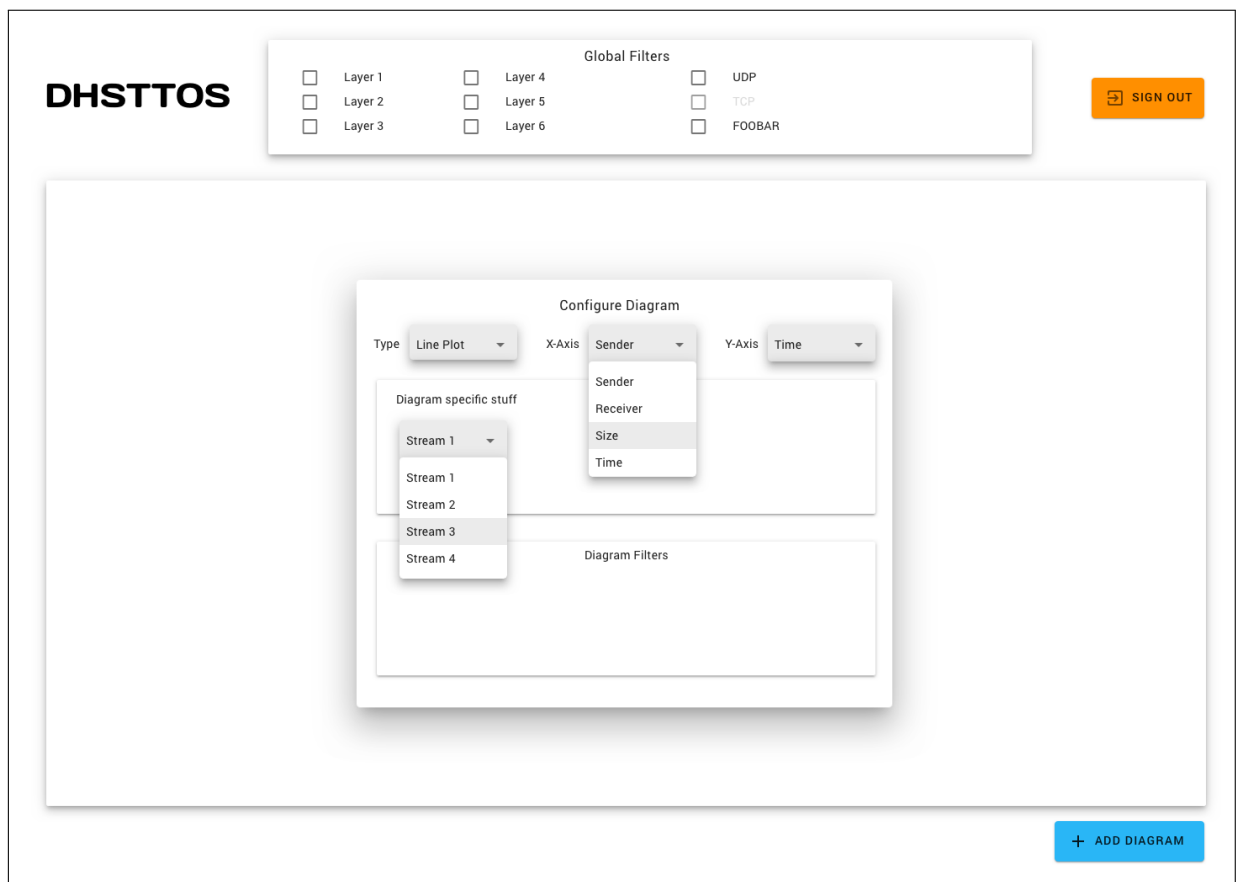 Global Filters
DHSTTOS
Layer 1 Layer 4 UDP
Layer 2 Layer 5 TCP
Layer 3 Layer 6 FOOBAR
SIGN OUT
Configure Diagram
Type Line Plot X-Axis Sender Y-Axis Time
Sender
Receiver
Size
Time
Diagram specific stuff
Stream 1
Stream 1
Stream 2
Stream 3
Stream 4
Diagram Filters
ADD DIAGRAM